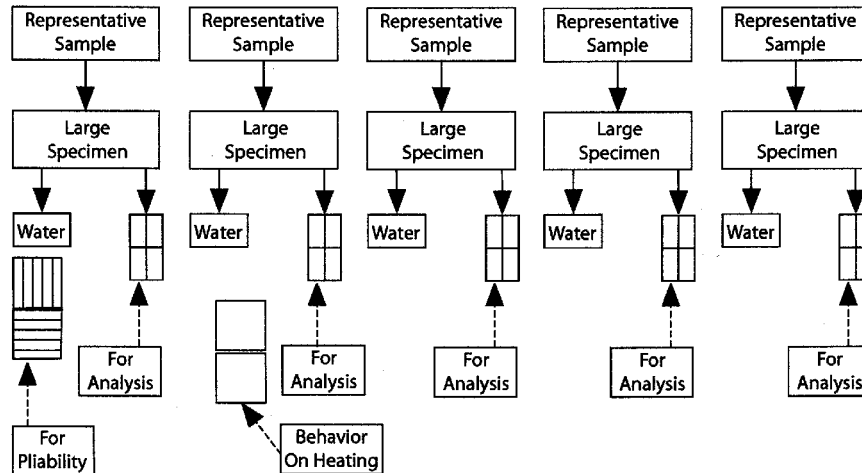 Representative
Sample
Representative
Sample
Representative
Sample
Representative
Sample
Representative
Sample
Large
Specimen
Large
Specimen
Large
Specimen
Large
Specimen
Large
Specimen
Water
Water
Water
Water
Water
For
Analysis
For
Analysis
For
Analysis
For
Analysis
For
Analysis
For
Pliability
Behavior
On Heating